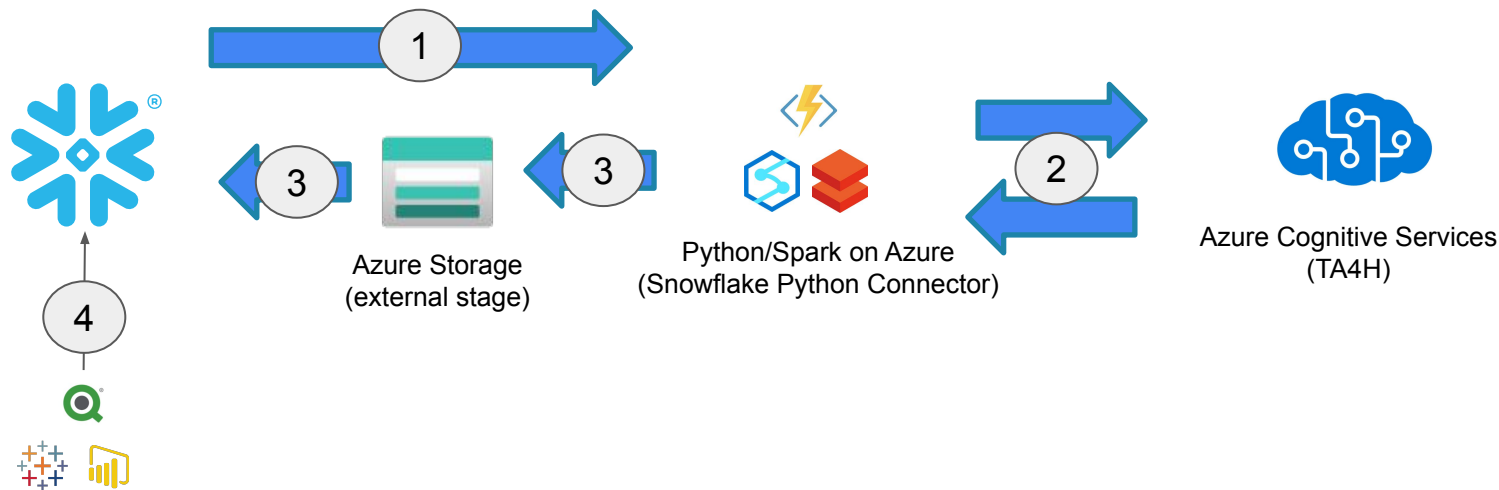 1
®
3
3
2
Azure Storage
(external stage)
Python/Spark on Azure
(Snowflake Python Connector)
Azure Cognitive Services
(TA4H)
4
®